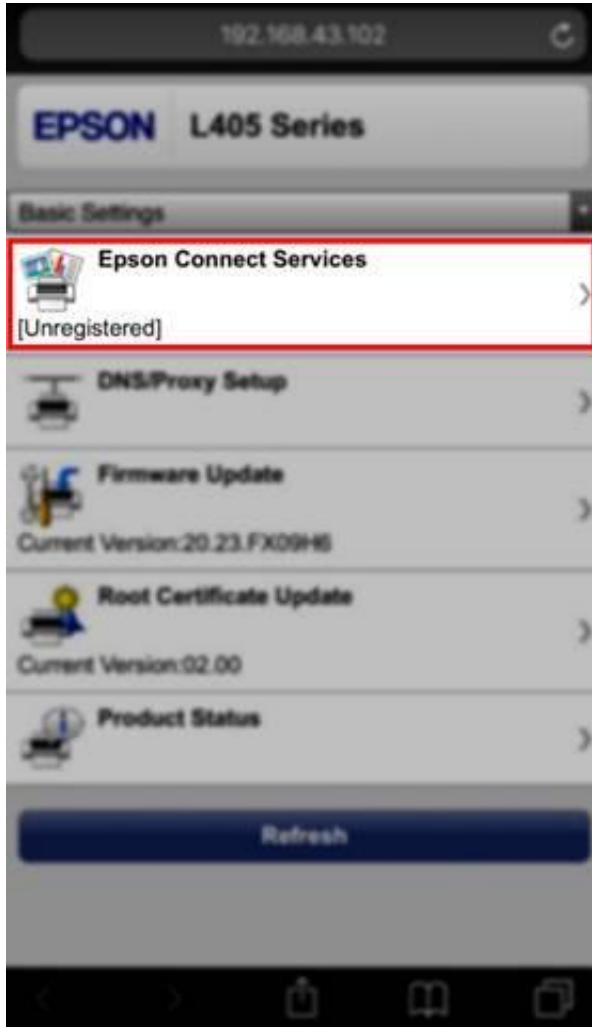 192.168.43.102
EPSON L405 Series
Basic Settings
Epson Connect Services
[Unregistered]
DNS/Proxy Setup
Firmware Update
Current Version:20.23.FX09H6
Root Certificate Update
Current Version:02.00
Product Status
Refresh